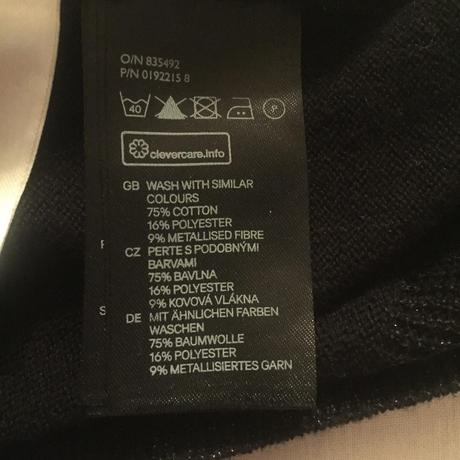 O/N 835492
P/N 0192215 8
40 P
clevercare.info
GB WASH WITH SIMILAR
COLOURS
75% COTTON
16% POLYESTER
9% METALLISED FIBRE
CZ PERTE S PODOBNÝMI
BARVAMI
75% BAVLNA
16% POLYESTER
9% KOVOVÁ VLÁKNA
DE MIT ÄHNLICHEN FARBEN
WASCHEN
75% BAUMWOLLE
16% POLYESTER
9% METALLISIERTES GARN